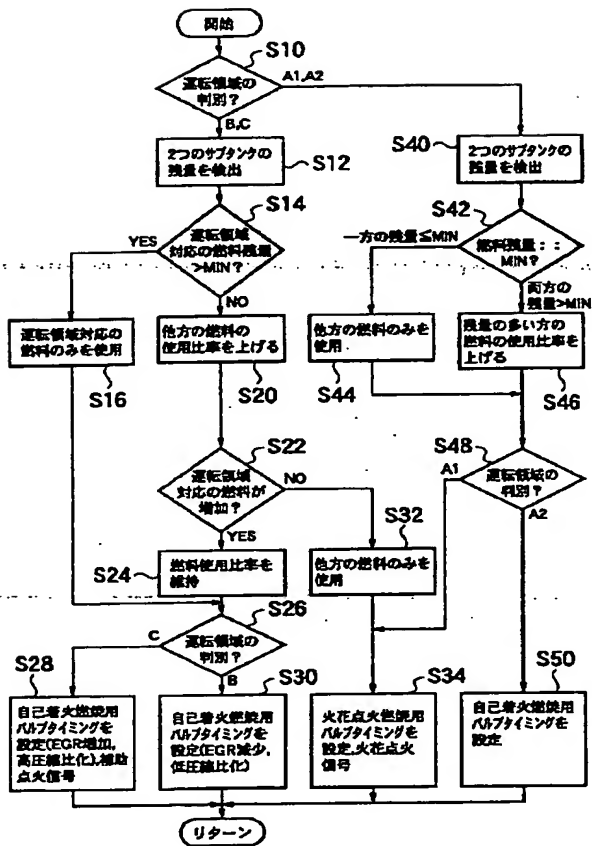 開始
S10
運転領域の
判別?
A1,A2
B,C
2つのサブタンクの
残量を検出
S12
S40
2つのサブタンクの
残量を検出
S14
YES
運転領域
対応の燃料残量
>MIN?
NO
S42
一方の残量≦MIN
燃料残量::
MIN?
両方の
残量>MIN
運転領域対応の
燃料のみを使用
S16
他方の燃料の
使用比率を上げる
S20
他方の燃料のみを
使用
S44
残量の多い方の
燃料の使用比率を
上げる
S46
S22
運転領域
対応の燃料が
増加?
NO
YES
S48
A1
運転領域の
判別?
A2
S24
燃料使用比率を
維持
S32
他方の燃料のみを
使用
S26
C
運転領域の
判別?
B
S28
自己着火燃焼用
バルブタイミングを
設定(EGR増加,
高圧縮比化),補助
点火信号
S30
自己着火燃焼用
バルブタイミングを
設定(EGR減少,
低圧縮比化)
S34
火花点火燃焼用
バルブタイミングを
設定,火花点火
信号
S50
自己着火燃焼用
バルブタイミングを
設定
リターン